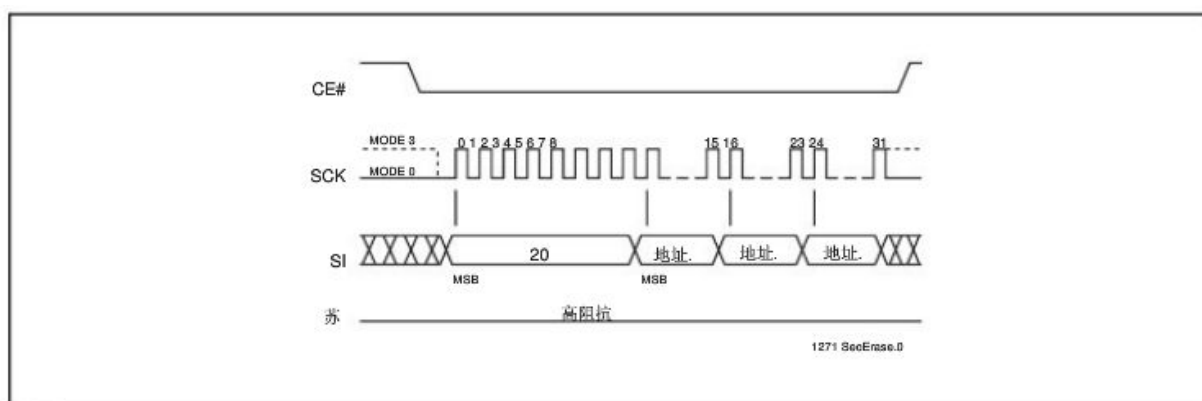 CE#
MODE 3
0 1 2 3 4 5 6 7 8
15 16
23 24
31
SCK
MODE 0
SI
20
地址.
地址.
地址.
MSB
MSB
苏
高阻抗
1271 SecErase.0